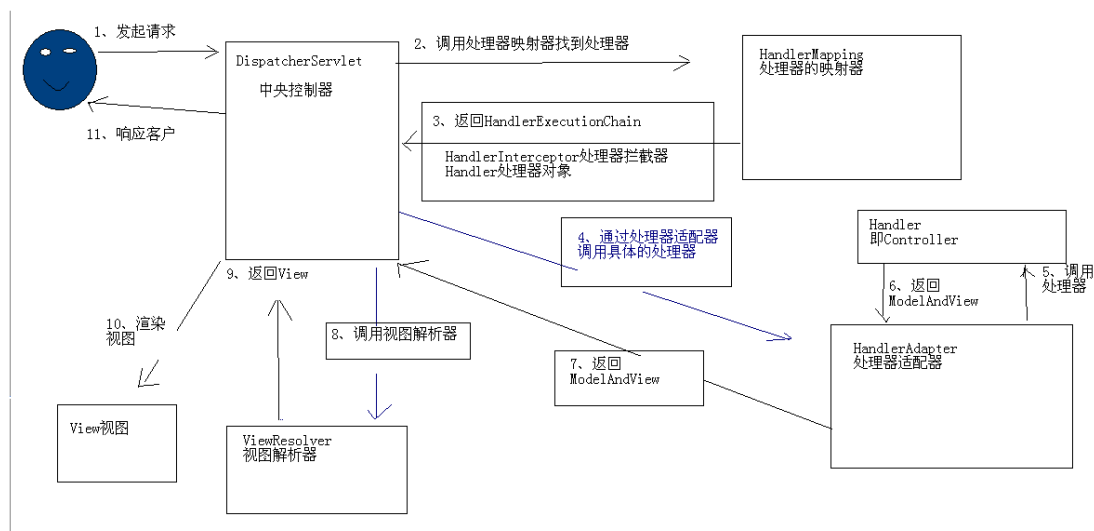 1、发起请求
DispatcherServlet
中央控制器
2、调用处理器映射器找到处理器
HandlerMapping
处理器的映射器
11、响应客户
3、返回HandlerExecutionChain
HandlerInterceptor处理器拦截器
Handler处理器对象
4、通过处理器适配器
调用具体的处理器
Handler
即Controller
5、调用
处理器
6、返回
ModelAndView
9、返回View
10、渲染
视图
8、调用视图解析器
7、返回
ModelAndView
HandlerAdapter
处理器适配器
View视图
ViewResolver
视图解析器